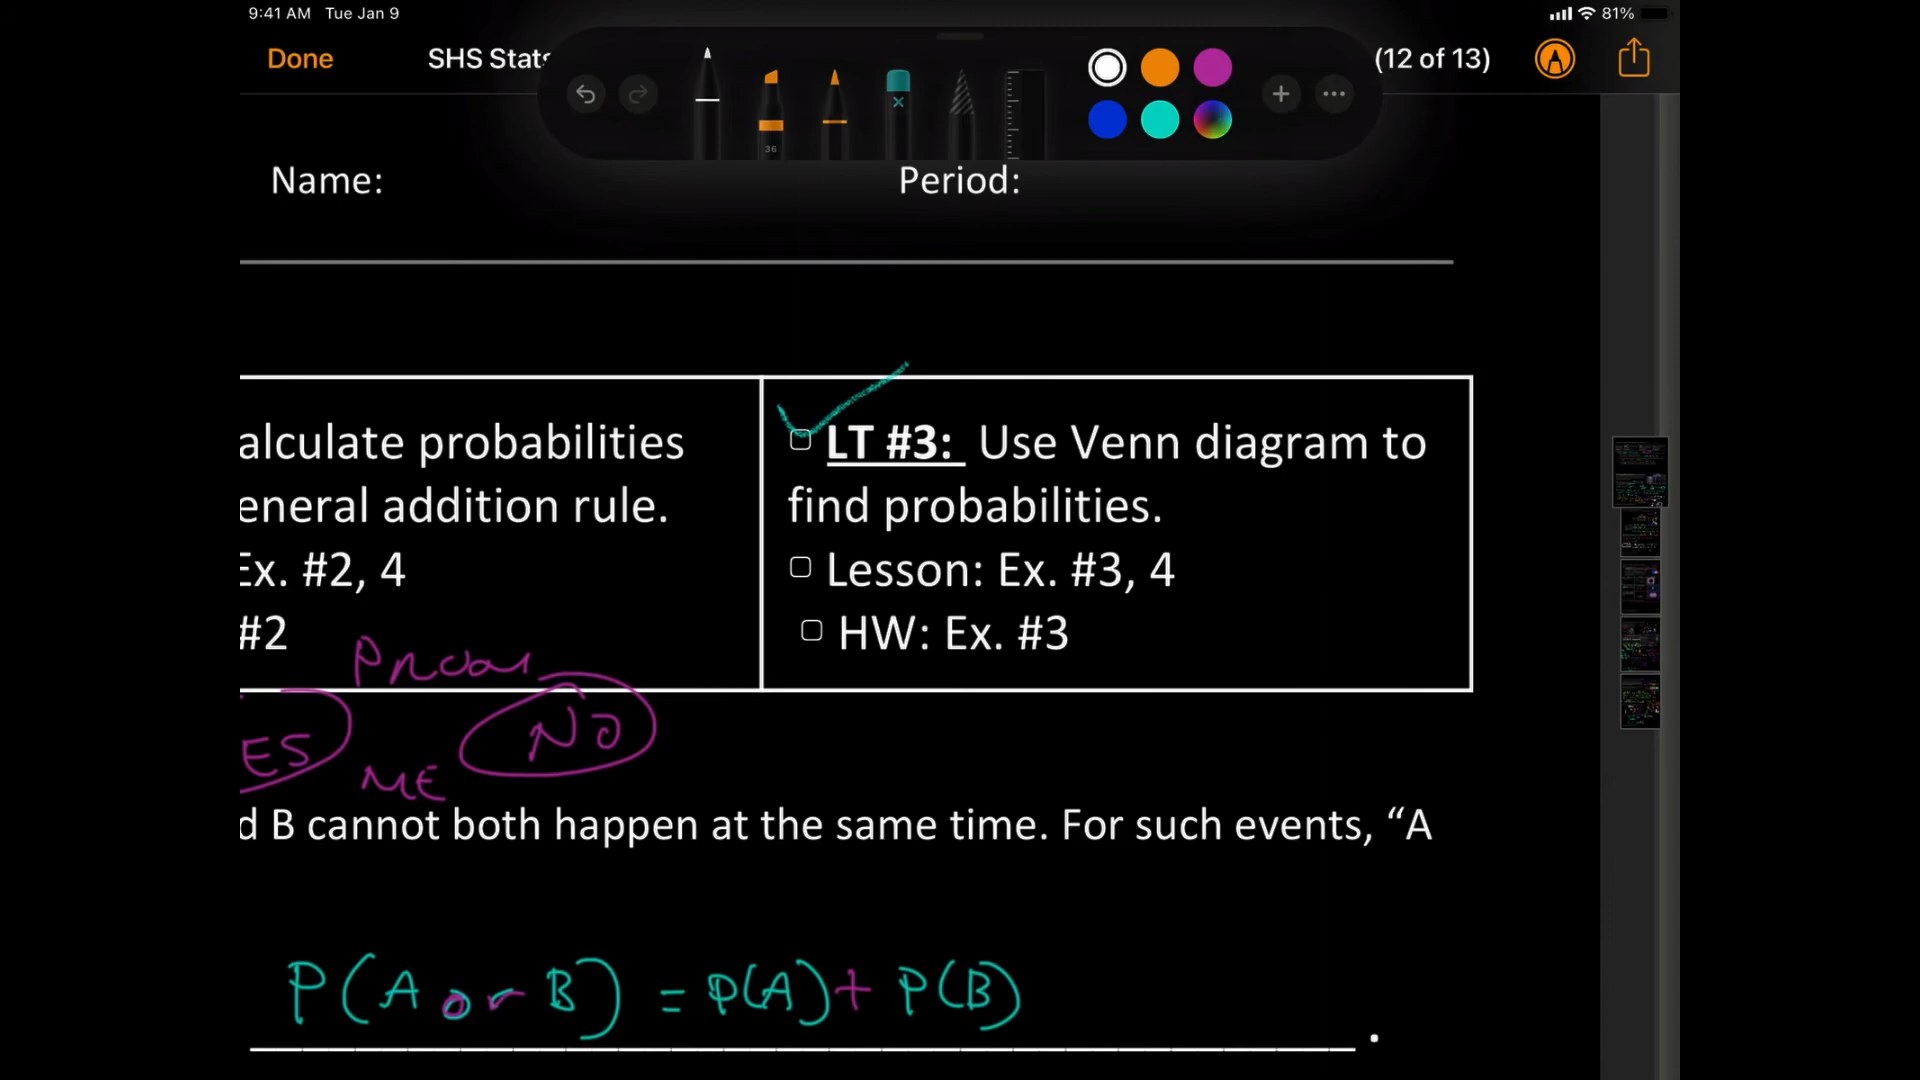 9:41 AM Tue Jan 9
81%
Done
SHS Stats
(12 of 13)
36
Name:
Period:
alculate probabilities
eneral addition rule.
Ex. #2, 4
#2
LT #3: Use Venn diagram to
find probabilities.
Lesson: Ex. #3, 4
HW: Ex. #3
ES
ME
NO
d B cannot both happen at the same time. For such events, “A
P(A or B) = P(A) + P(B)
.